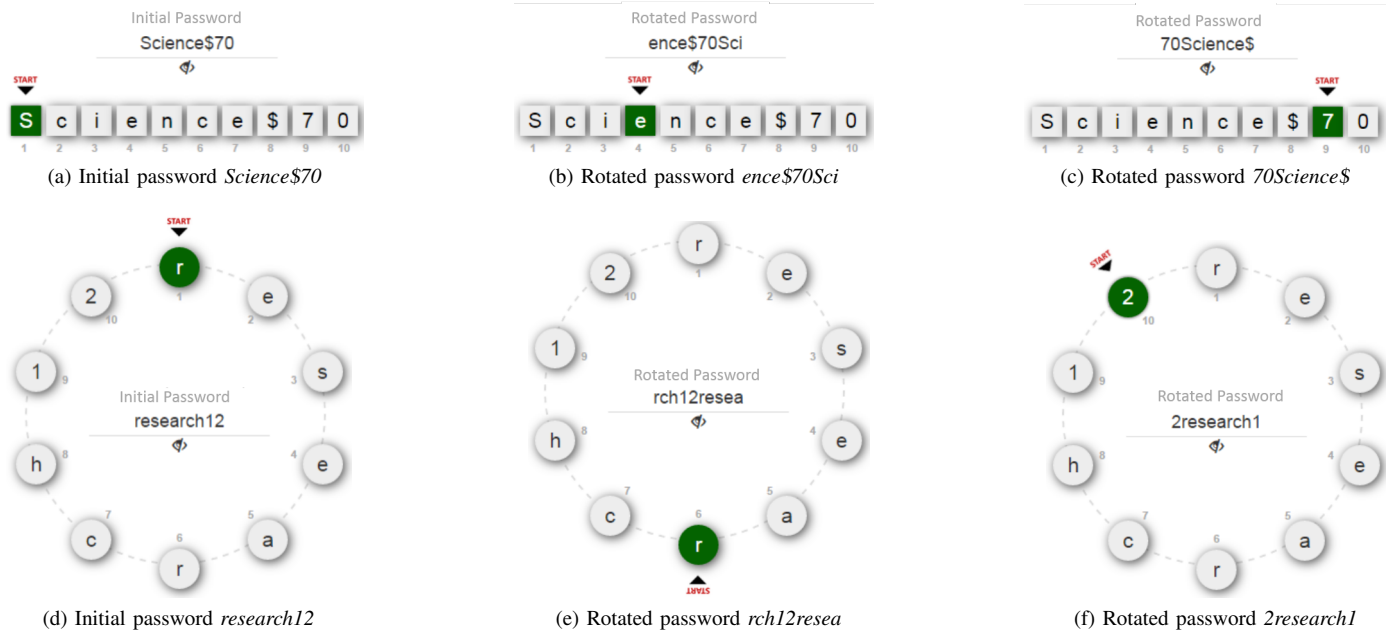 Initial Password
Science$70
START
S c i e n c e $ 7 0
1 2 3 4 5 6 7 8 9 10
(a) Initial password Science$70
Rotated Password
ence$70Sci
START
S c i e n c e $ 7 0
1 2 3 4 5 6 7 8 9 10
(b) Rotated password ence$70Sci
Rotated Password
70Science$
START
S c i e n c e $ 7 0
1 2 3 4 5 6 7 8 9 10
(c) Rotated password 70Science$
START
r e s e a r c h 1 2
1 2 3 4 5 6 7 8 9 10
Initial Password
research12
(d) Initial password research12
r e s e a r c h 1 2
1 2 3 4 5 6 7 8 9 10
Rotated Password
rch12resea
START
(e) Rotated password rch12resea
START
r e s e a r c h 1 2
1 2 3 4 5 6 7 8 9 10
Rotated Password
2research1
(f) Rotated password 2research1